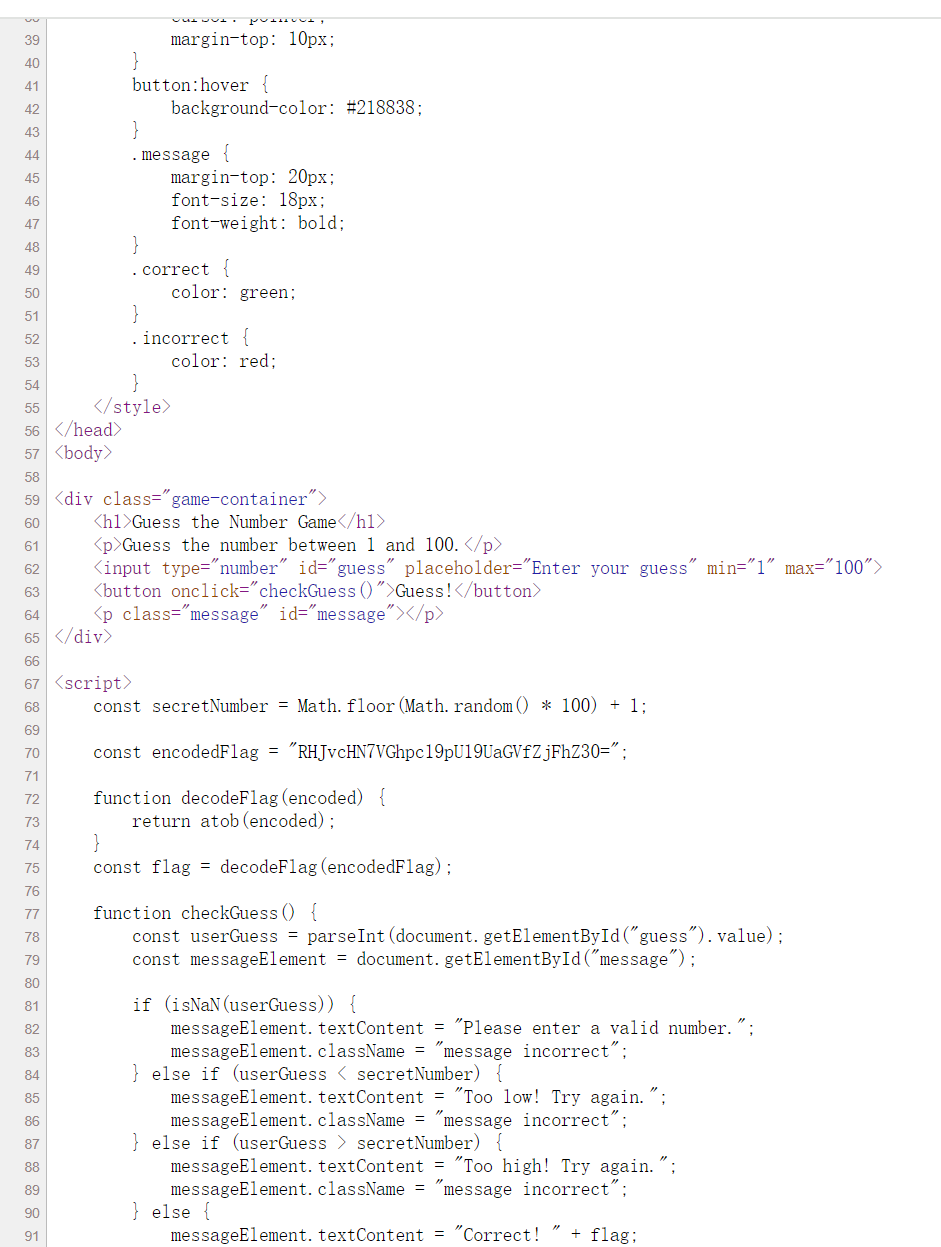 38 cursor: pointer;
39 margin-top: 10px;
40 }
41 button:hover {
42 background-color: #218838;
43 }
44 .message {
45 margin-top: 20px;
46 font-size: 18px;
47 font-weight: bold;
48 }
49 .correct {
50 color: green;
51 }
52 .incorrect {
53 color: red;
54 }
55 </style>
56 </head>
57 <body>
58
59 <div class="game-container">
60 <h1>Guess the Number Game</h1>
61 <p>Guess the number between 1 and 100.</p>
62 <input type="number" id="guess" placeholder="Enter your guess" min="1" max="100">
63 <button onclick="checkGuess()">Guess!</button>
64 <p class="message" id="message"></p>
65 </div>
66
67 <script>
68 const secretNumber = Math.floor(Math.random() * 100) + 1;
69
70 const encodedFlag = "RHJvcHN7VGhpc19pU19UaGVfZjFhZ30=";
71
72 function decodeFlag(encoded) {
73 return atob(encoded);
74 }
75 const flag = decodeFlag(encodedFlag);
76
77 function checkGuess() {
78 const userGuess = parseInt(document.getElementById("guess").value);
79 const messageElement = document.getElementById("message");
80
81 if (isNaN(userGuess)) {
82 messageElement.textContent = "Please enter a valid number.";
83 messageElement.className = "message incorrect";
84 } else if (userGuess < secretNumber) {
85 messageElement.textContent = "Too low! Try again.";
86 messageElement.className = "message incorrect";
87 } else if (userGuess > secretNumber) {
88 messageElement.textContent = "Too high! Try again.";
89 messageElement.className = "message incorrect";
90 } else {
91 messageElement.textContent = "Correct! " + flag;